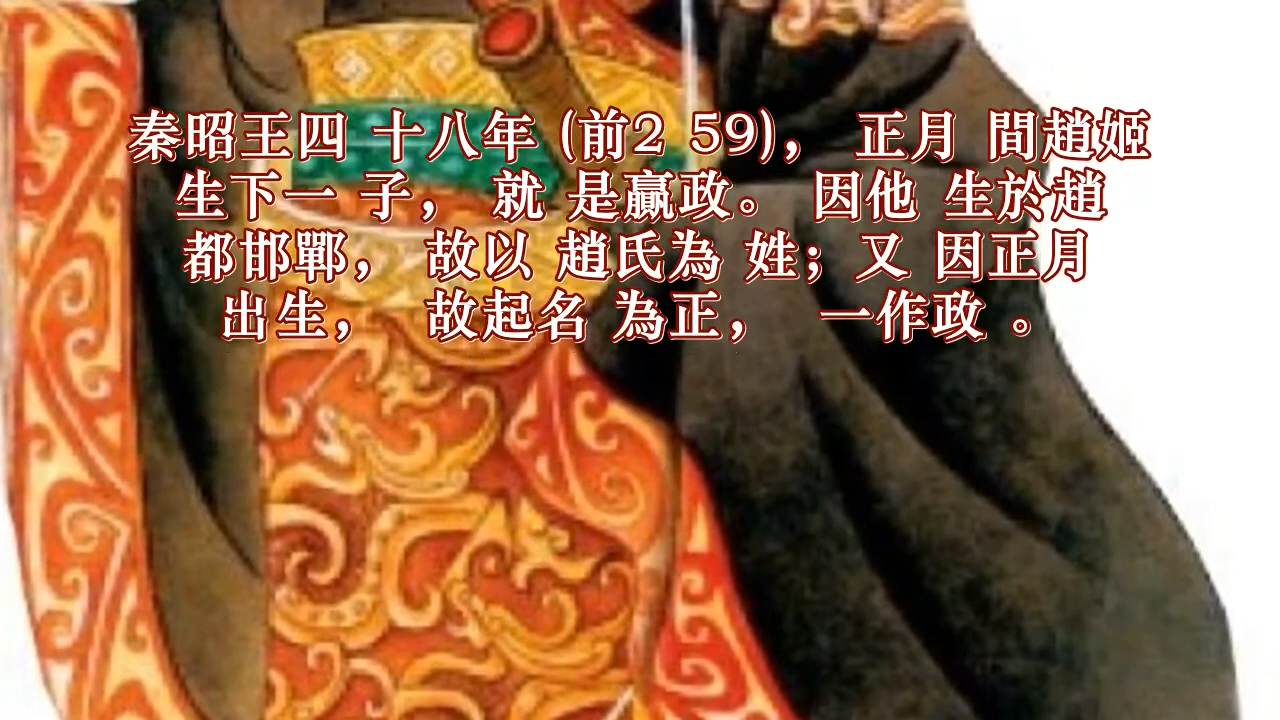 秦昭王四 十八年 (前2 59)， 正月 間趙姬
生下一 子， 就 是贏政。 因他 生於趙
都邯鄲， 故以 趙氏為 姓；又 因正月
出生， 故起名 為正， 一作政 。